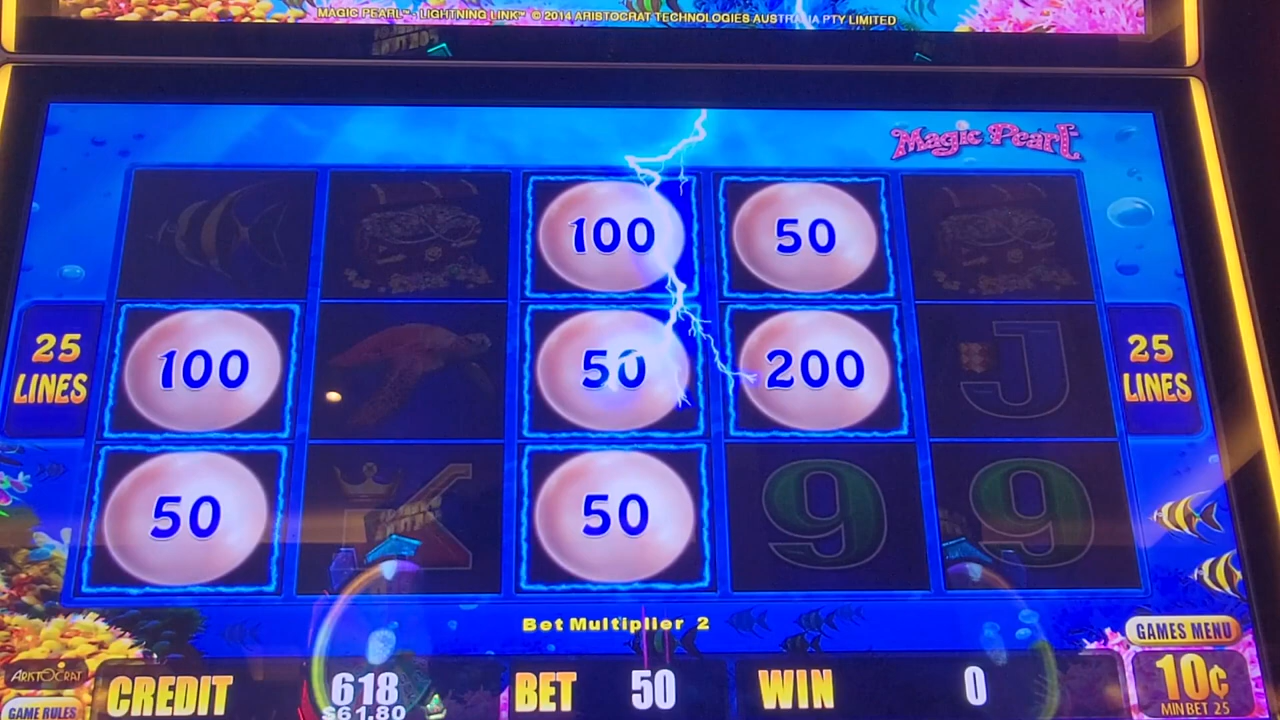 MAGIC PEARL™ - LIGHTNING LINK™ © 2014 ARISTOCRAT TECHNOLOGIES AUSTRALIA PTY LIMITED
Magic Pearl
100 50
25 LINES
100 50 200 J
25 LINES
50 K 50 9 9
Bet Multiplier 2
GAMES MENU
ARISTOCRAT
GAME RULES
CREDIT 618
$61.80
BET 50
WIN 0
10¢
MIN BET 25